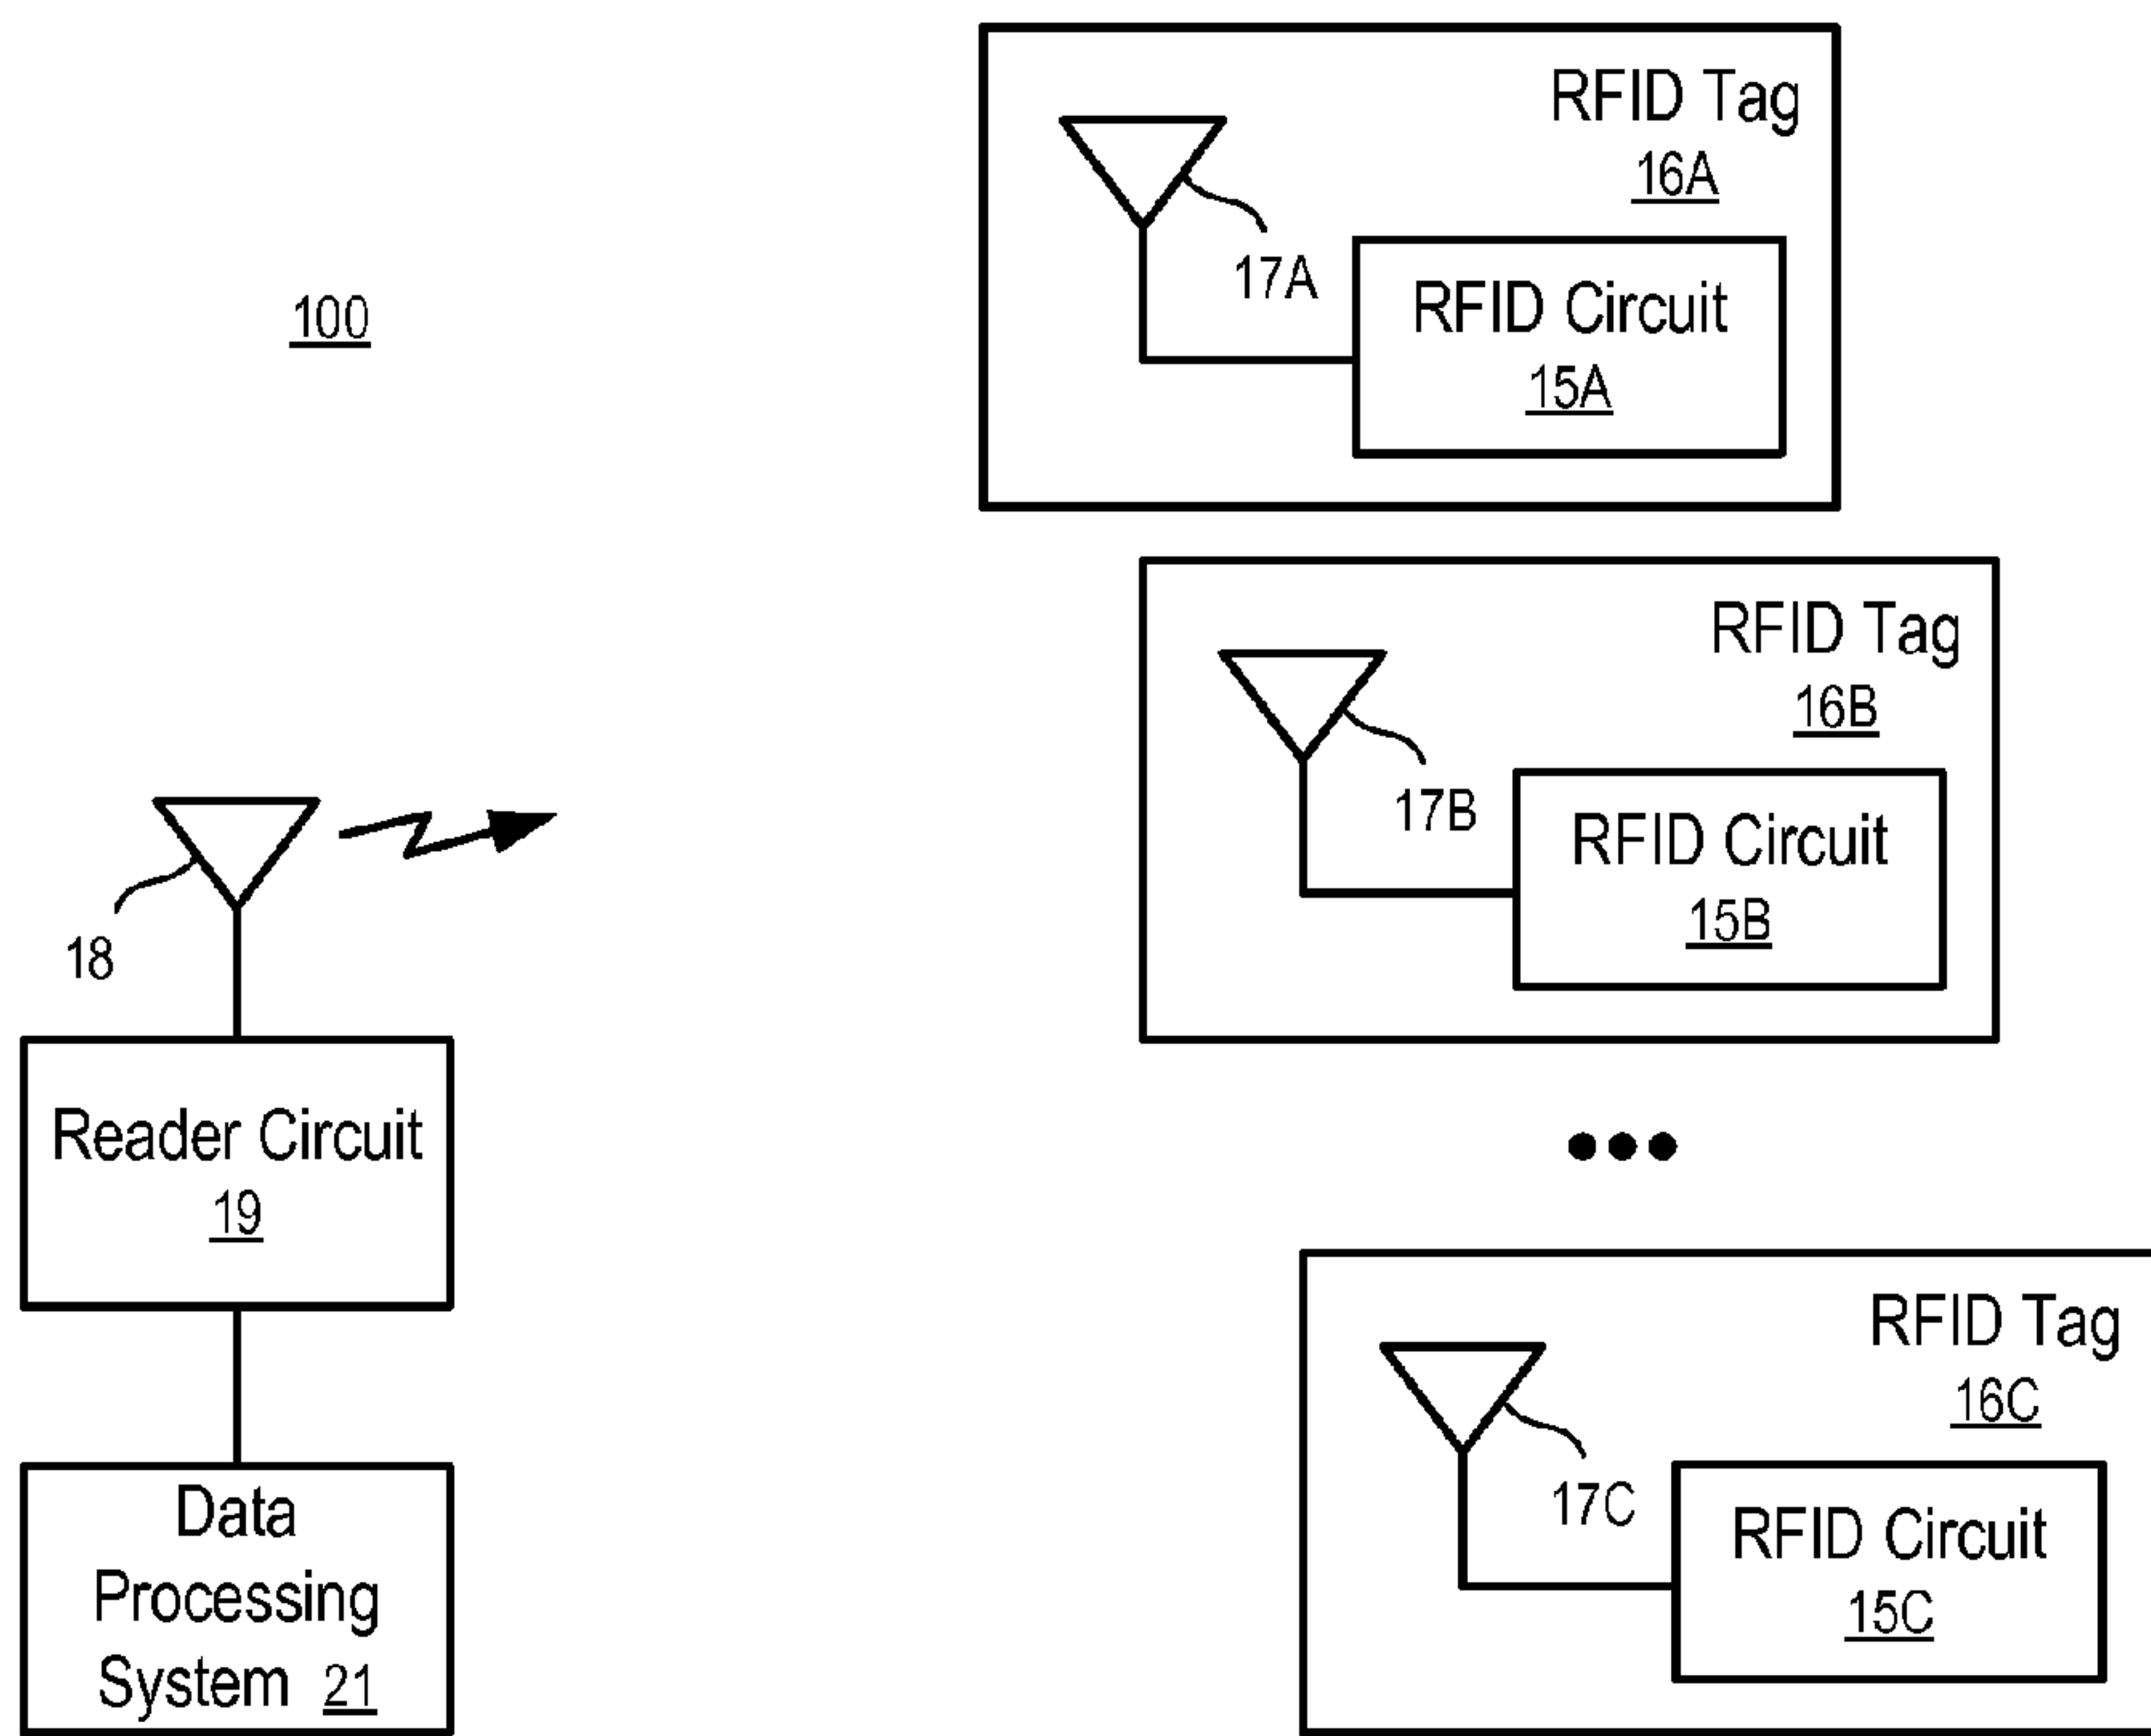 100
18
Reader Circuit
19
Data
Processing
System 21
RFID Tag
16A
17A
RFID Circuit
15A
RFID Tag
16B
17B
RFID Circuit
15B
RFID Tag
16C
17C
RFID Circuit
15C